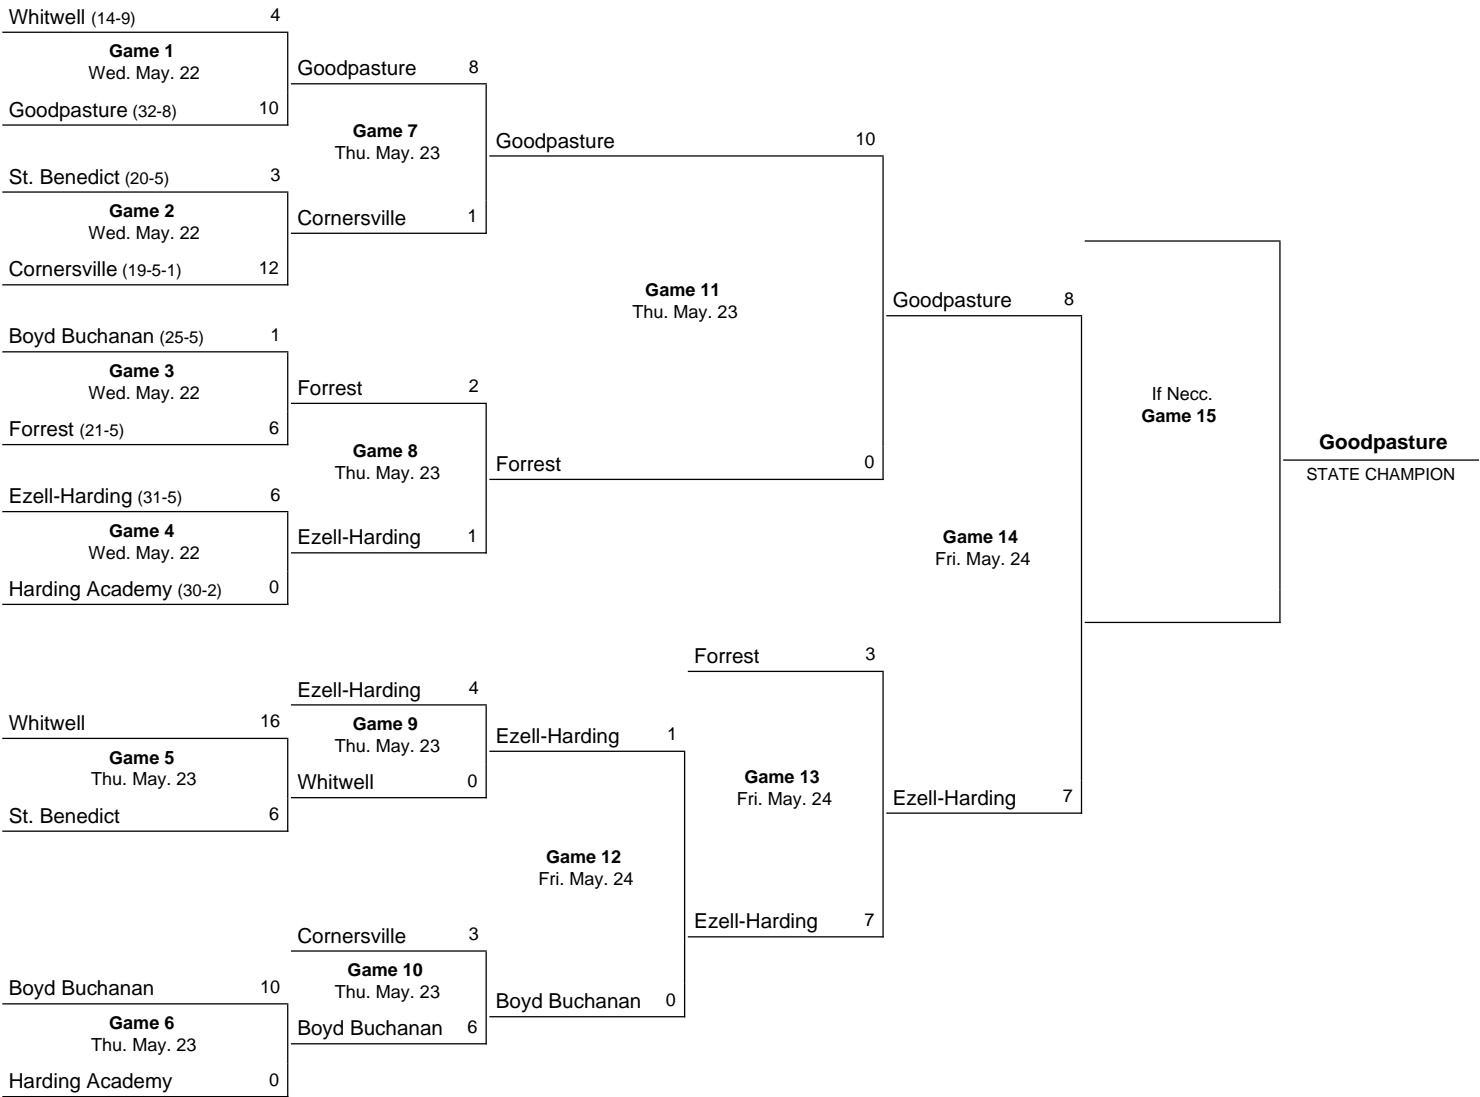 Whitwell (14-9) 4
Game 1
Wed. May. 22
Goodpasture (32-8) 10
St. Benedict (20-5) 3
Game 2
Wed. May. 22
Cornersville (19-5-1) 12
Boyd Buchanan (25-5) 1
Game 3
Wed. May. 22
Forrest (21-5) 6
Ezell-Harding (31-5) 6
Game 4
Wed. May. 22
Harding Academy (30-2) 0
Whitwell 16
Game 5
Thu. May. 23
St. Benedict 6
Boyd Buchanan 10
Game 6
Thu. May. 23
Harding Academy 0
Goodpasture 8
Game 7
Thu. May. 23
Cornersville 1
Forrest 2
Game 8
Thu. May. 23
Ezell-Harding 1
Ezell-Harding 4
Game 9
Thu. May. 23
Whitwell 0
Cornersville 3
Game 10
Thu. May. 23
Boyd Buchanan 6
Goodpasture 10
Game 11
Thu. May. 23
Forrest 0
Ezell-Harding 1
Game 12
Fri. May. 24
Boyd Buchanan 0
Forrest 3
Game 13
Fri. May. 24
Ezell-Harding 7
Goodpasture 8
Game 14
Fri. May. 24
Ezell-Harding 7
If Necc.
Game 15
Goodpasture
STATE CHAMPION